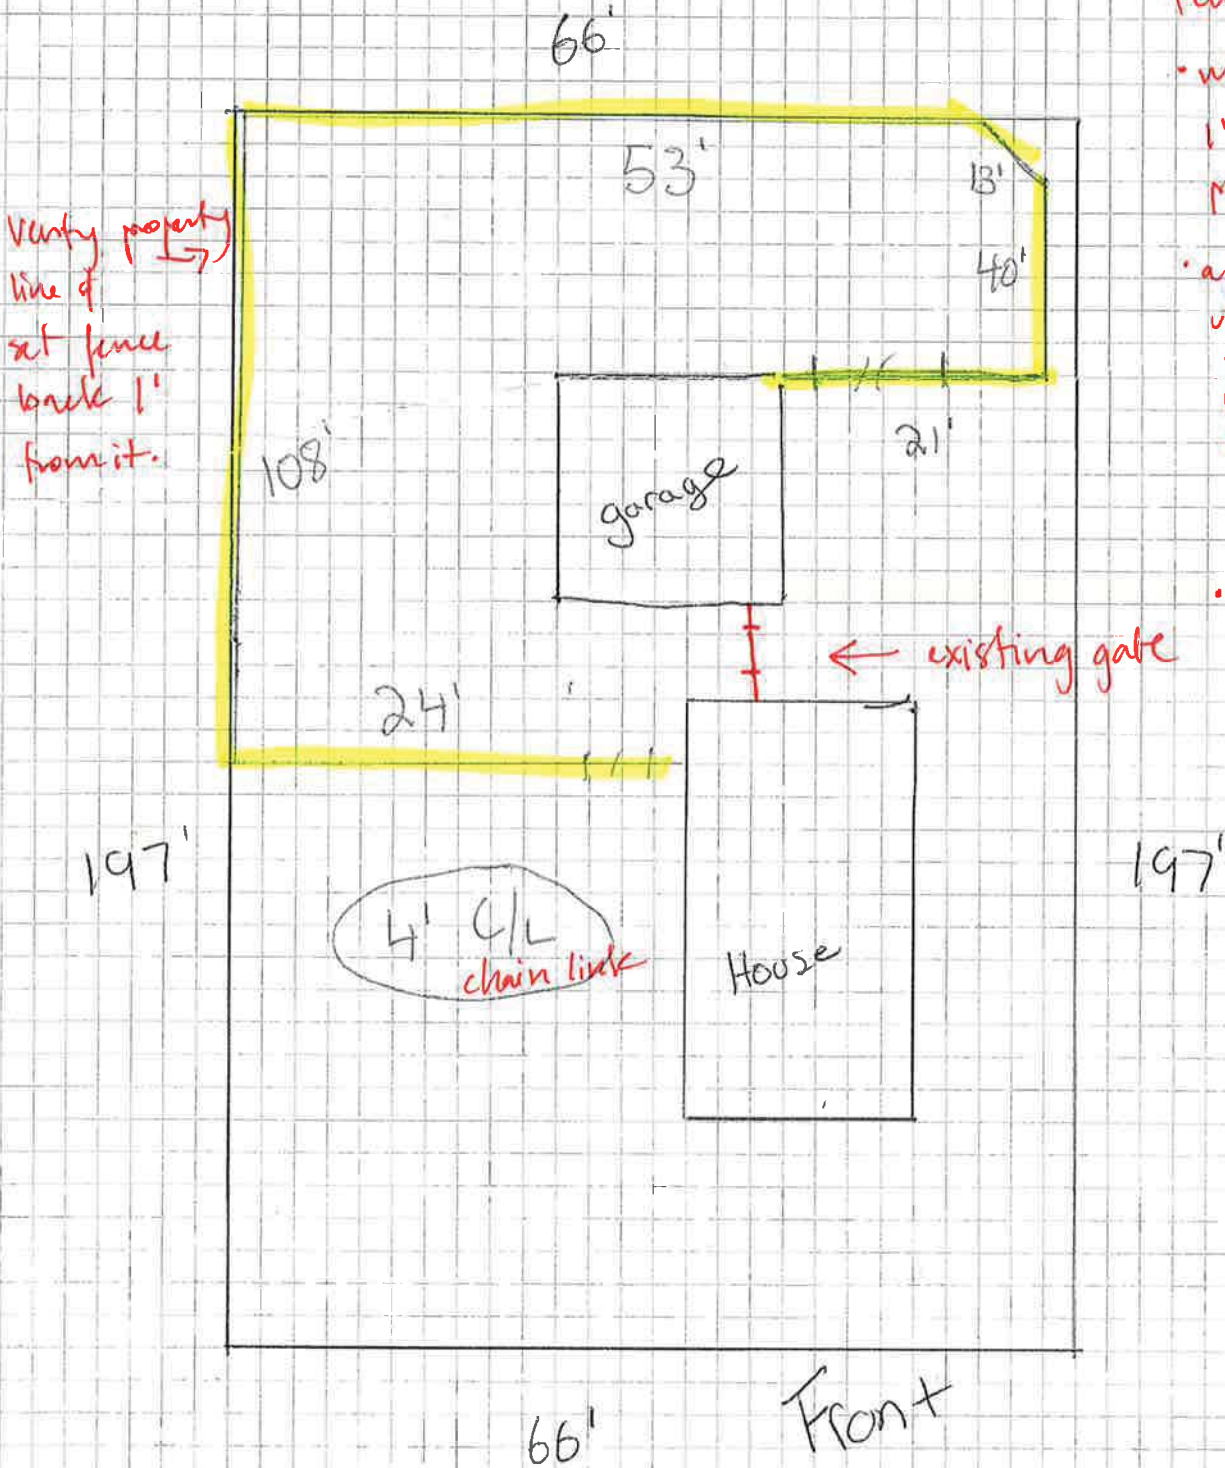 66'
53'
13'
40'
Verify property
line &
set fence
back 1'
from it.
108'
21'
garage
← existing gate
24'
197'
197'
4' C/L
chain link
House
Front
66'